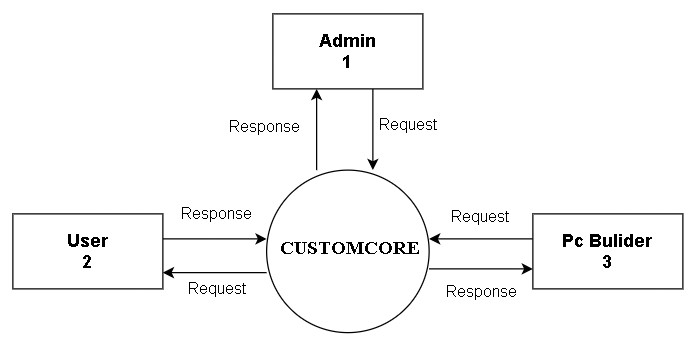 Admin
1
Response
Request
User
2
Response
Request
CUSTOMCORE
Request
Response
Pc Bulider
3